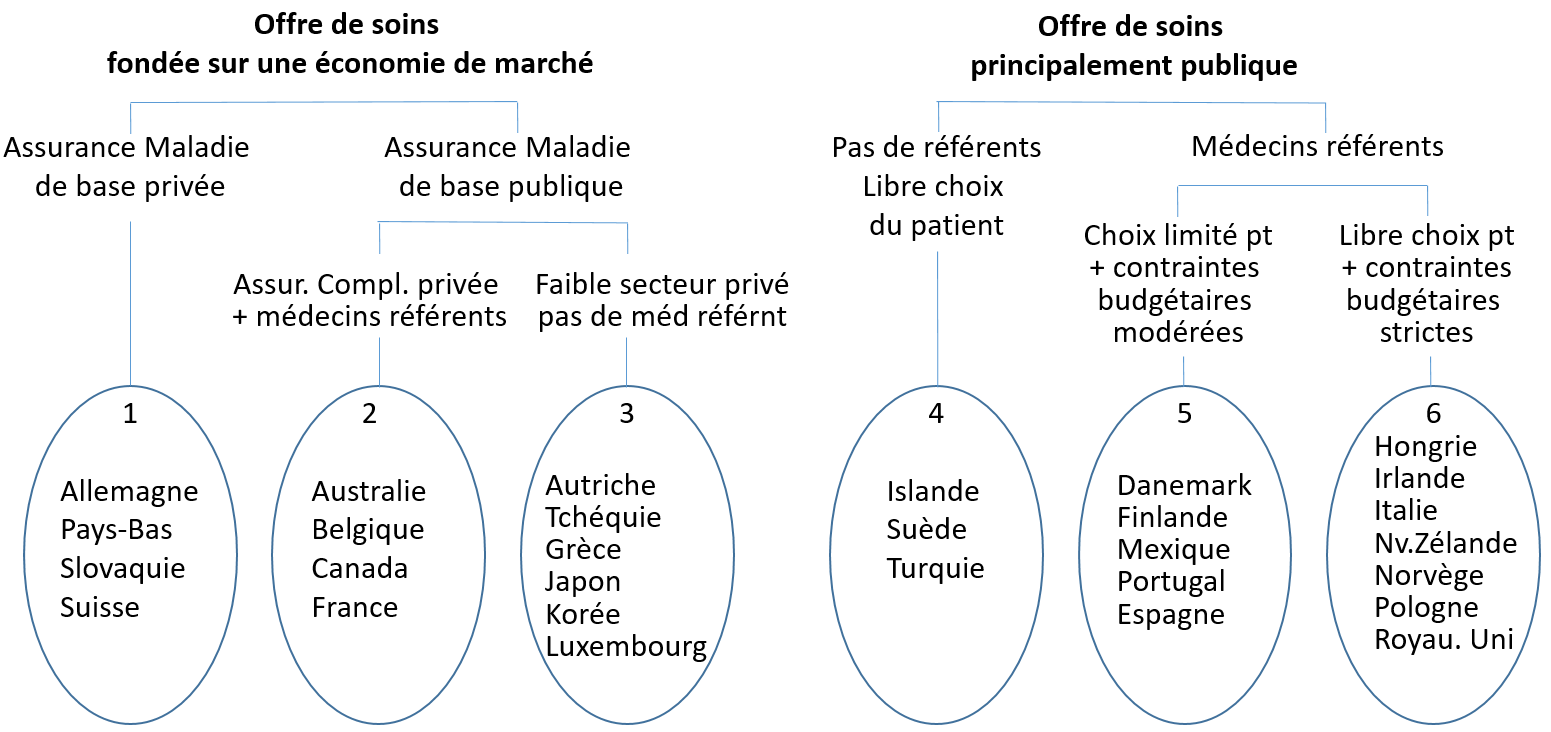 Offre de soins
fondée sur une économie de marché
Assurance Maladie
de base privée
Assurance Maladie
de base publique
Assur. Compl. privée
+ médecins référents
Faible secteur privé
pas de méd référnt
1
Allemagne
Pays-Bas
Slovaquie
Suisse
2
Australie
Belgique
Canada
France
3
Autriche
Tchéquie
Grèce
Japon
Korée
Luxembourg
Offre de soins
principalement publique
Pas de référents
Libre choix
du patient
Médecins référents
Choix limité pt
+ contraintes
budgétaires
modérées
Libre choix pt
+ contraintes
budgétaires
strictes
4
Islande
Suède
Turquie
5
Danemark
Finlande
Mexique
Portugal
Espagne
6
Hongrie
Irlande
Italie
Nv.Zélande
Norvège
Pologne
Royau. Uni